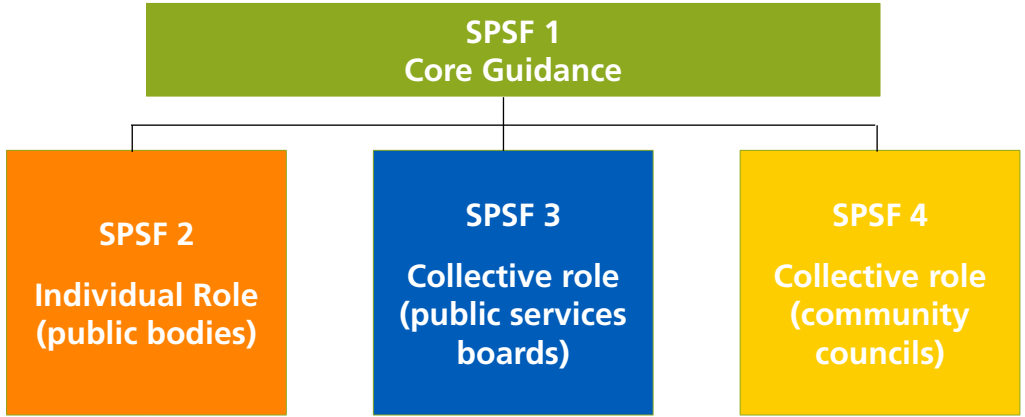 SPSF 1
Core Guidance
SPSF 2
Individual Role
(public bodies)
SPSF 3
Collective role
(public services
boards)
SPSF 4
Collective role
(community
councils)